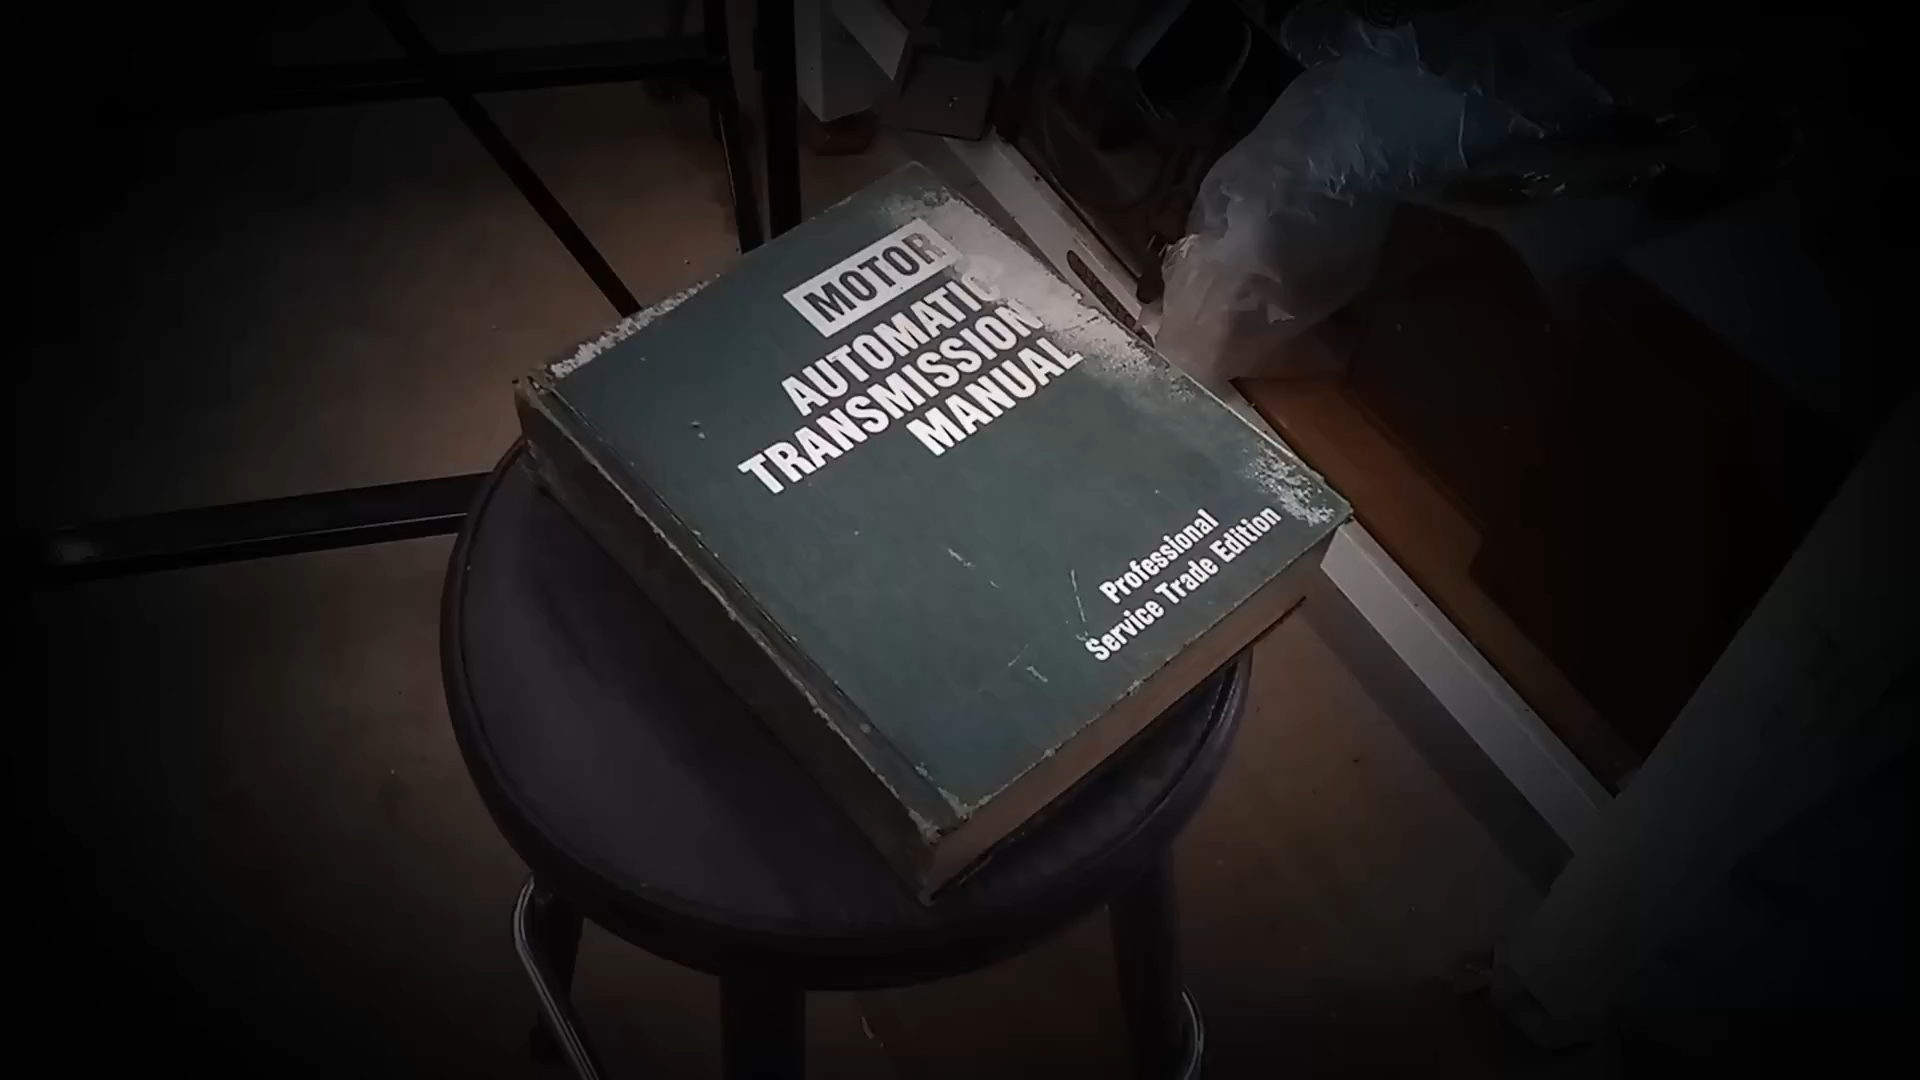 MOTOR
AUTOMATIC
TRANSMISSION
MANUAL
Professional
Service Trade Edition